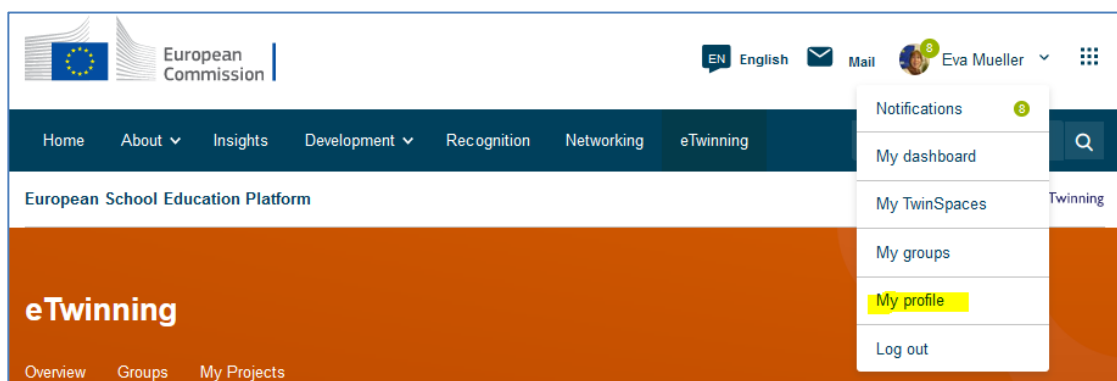 European
Commission
EN English Mail 8 Eva Mueller
Notifications 8
Home About Insights Development Recognition Networking eTwinning
My dashboard
European School Education Platform
My TwinSpaces
Twinning
My groups
eTwinning
My profile
Log out
Overview Groups My Projects